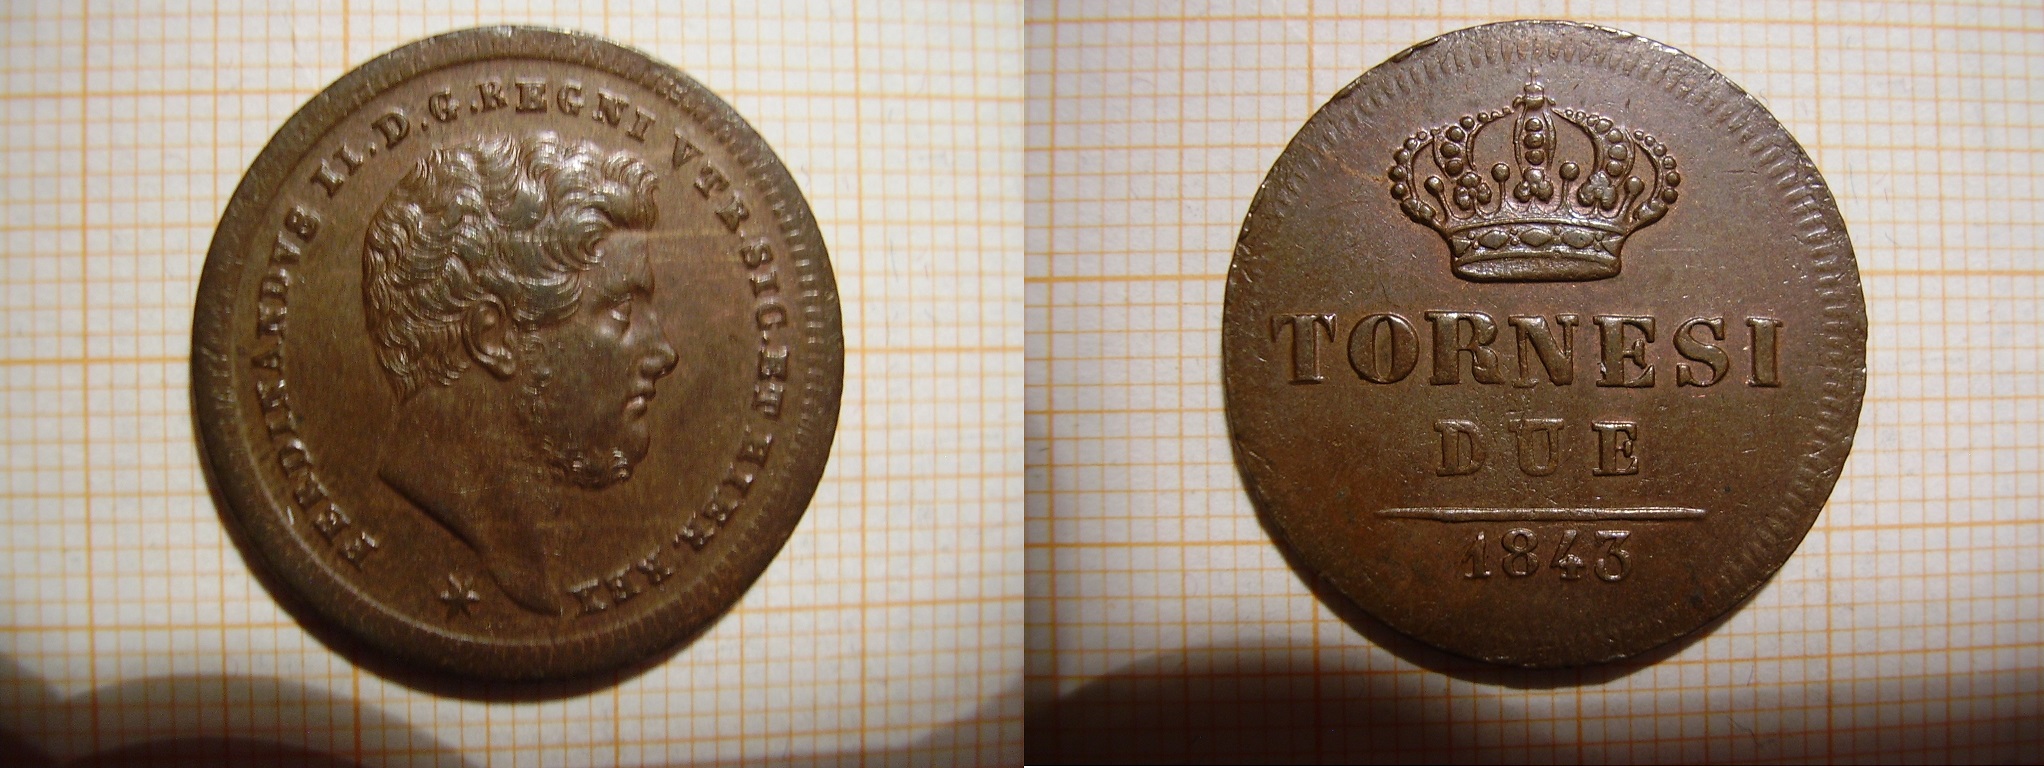 FERDINANDVS II. D. G. REGNI VTR. SIC. ET HIER. REX
TORNESI
DUE
1843